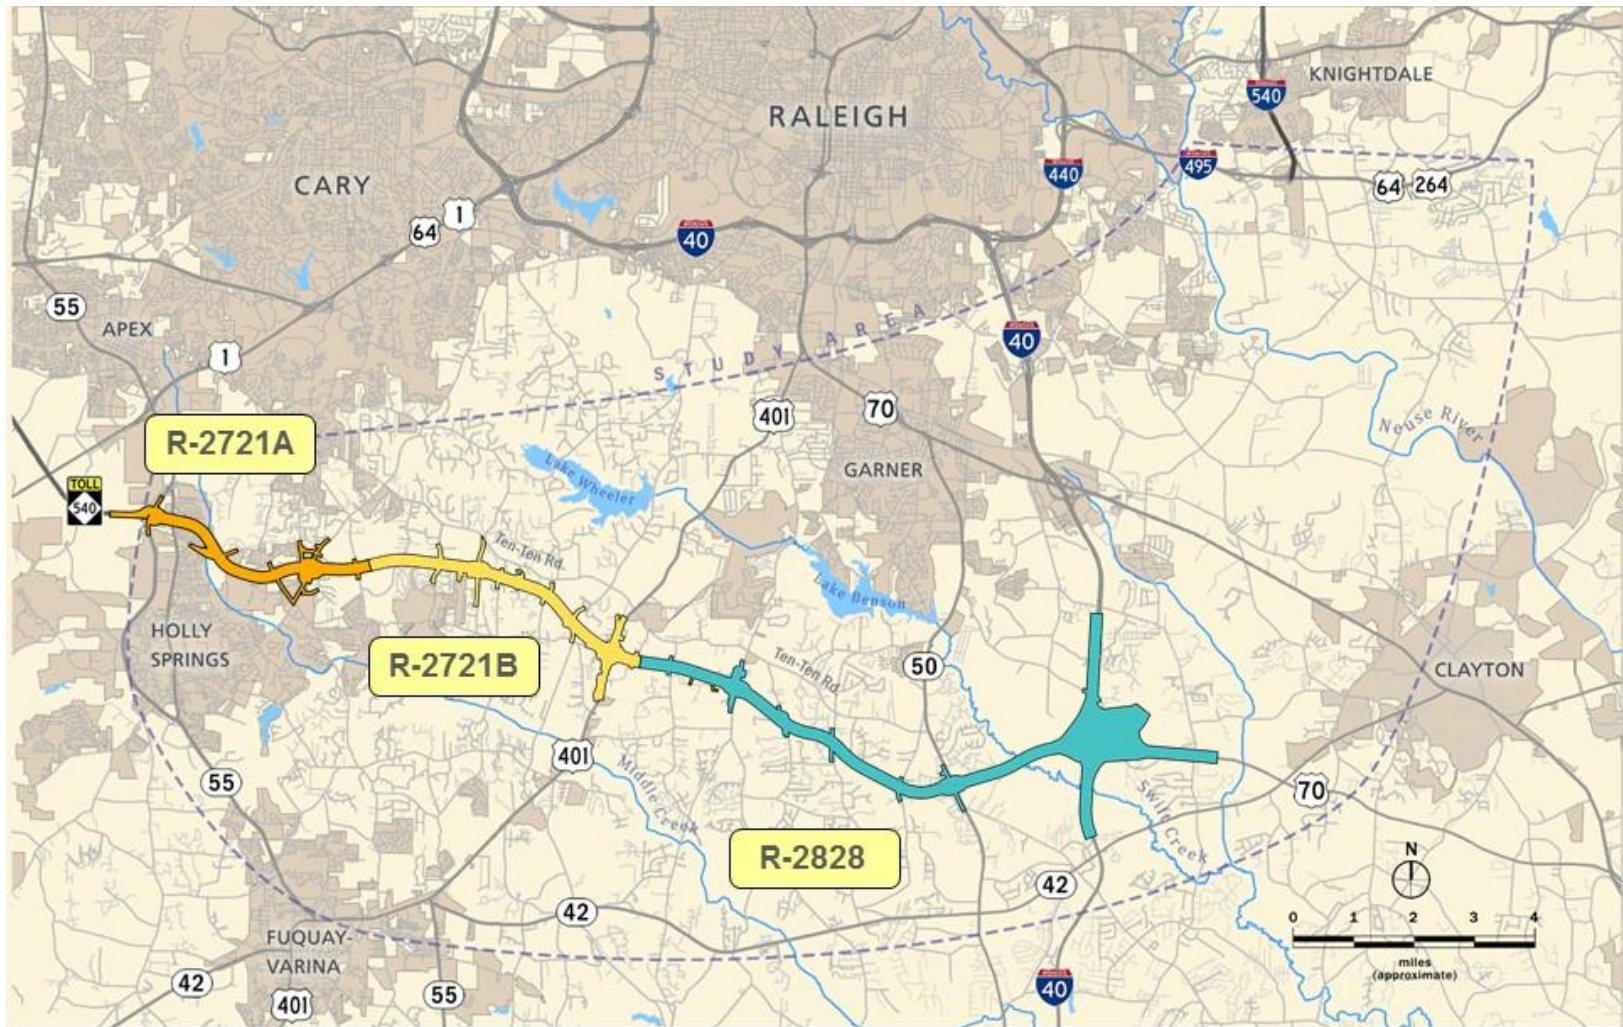 KNIGHTDALE
540
RALEIGH
CARY
440
495
64
264
1
64
40
55
APEX
1
STUDY AREA
40
401
70
Neuse River
R-2721A
GARNER
Lake Wheeler
TOLL
540
Ten-Ten Rd.
Lake Benson
HOLLY
SPRINGS
R-2721B
Ten-Ten Rd.
50
CLAYTON
401
Middle Creek
55
70
Swift Creek
R-2828
N
42
42
0 1 2 3 4
miles
(approximate)
FUQUAY-
VARINA
42
401
55
40